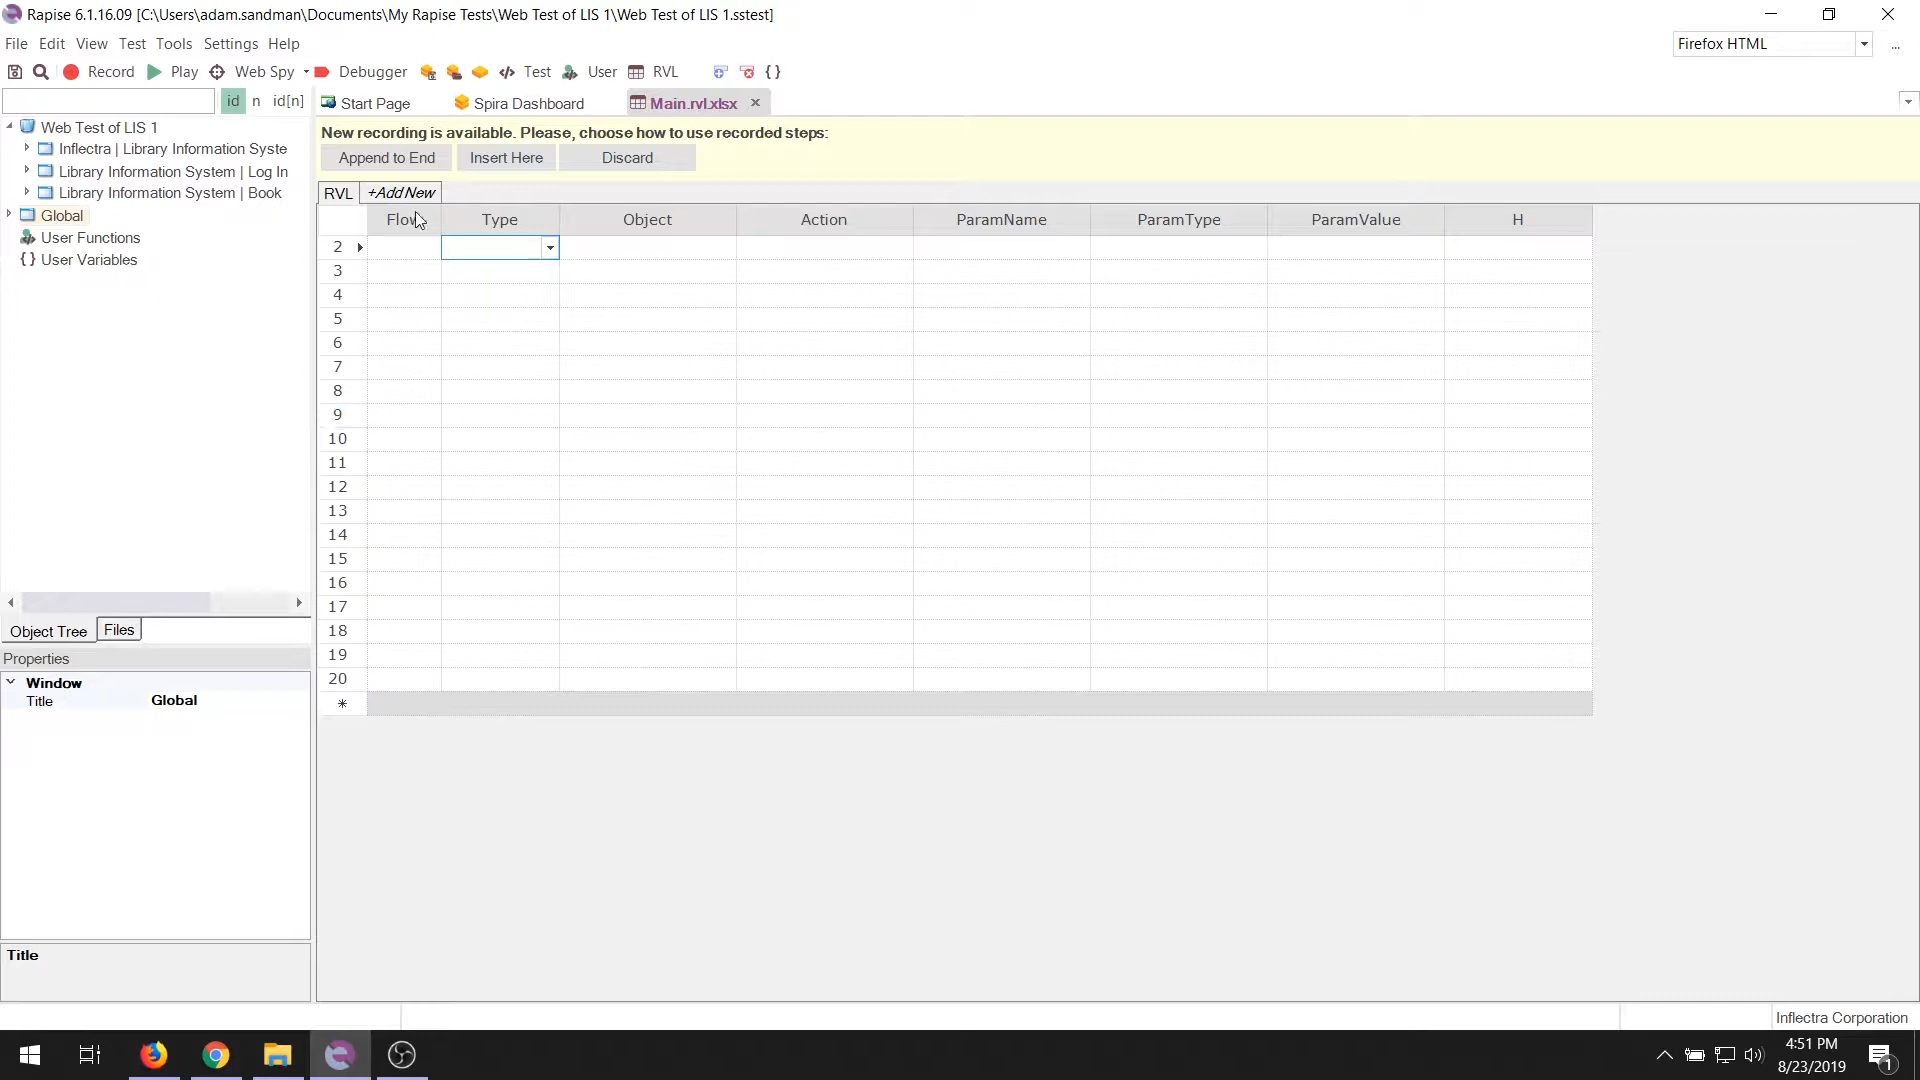 Rapise 6.1.16.09 [C:\Users\adam.sandman\Documents\My Rapise Tests\Web Test of LIS 1\Web Test of LIS 1.sstest]
File Edit View Test Tools Settings Help
Firefox HTML ...
Record Play Web Spy Debugger Test User RVL { }
id n id[n] Start Page Spira Dashboard Main.rvl.xlsx
Web Test of LIS 1
Inflectra | Library Information Syste
Library Information System | Log In
Library Information System | Book
Global
User Functions
{ } User Variables
New recording is available. Please, choose how to use recorded steps:
Append to End Insert Here Discard
RVL +Add New
Flow Type Object Action ParamName ParamType ParamValue H
2
3
4
5
6
7
8
9
10
11
12
13
14
15
16
17
18
19
20
*
Object Tree Files
Properties
Window
Title Global
Title
Inflectra Corporation
4:51 PM
8/23/2019
1